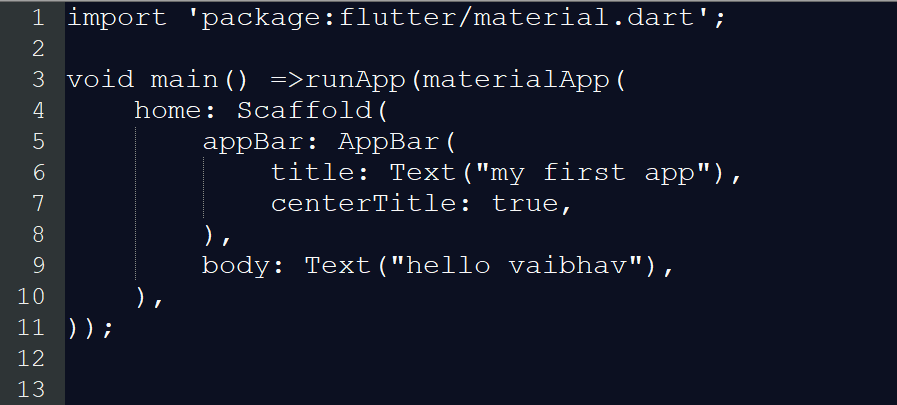 1 import 'package:flutter/material.dart';
2
3 void main() =>runApp(materialApp(
4     home: Scaffold(
5         appBar: AppBar(
6             title: Text("my first app"),
7             centerTitle: true,
8         ),
9         body: Text("hello vaibhav"),
10     ),
11 ));
12
13